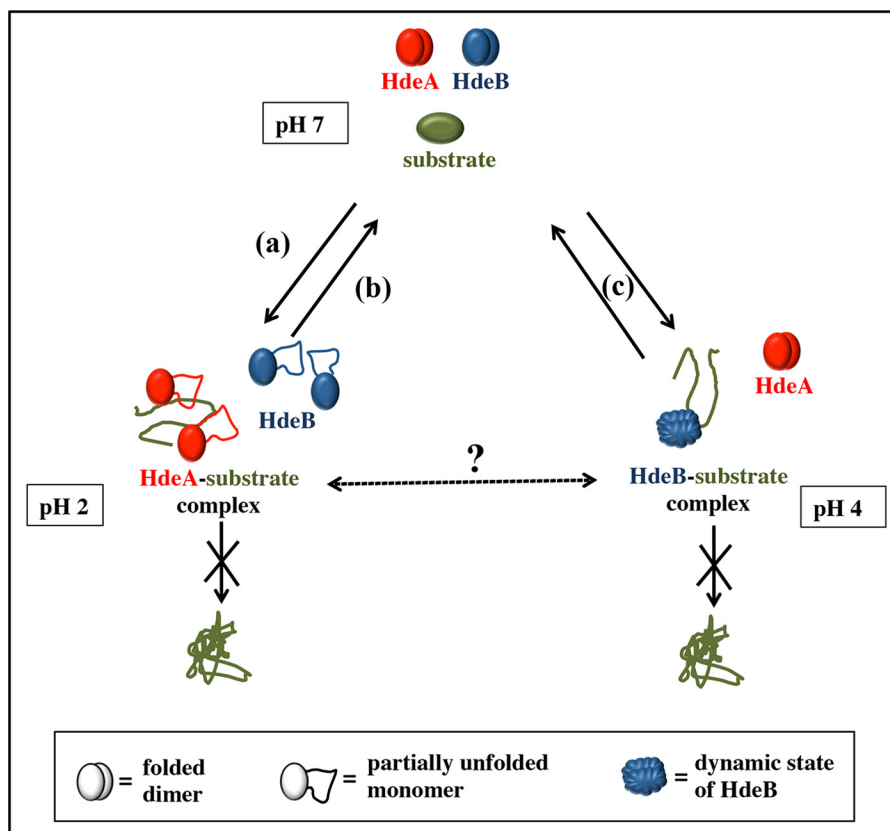 HdeA HdeB
pH 7
substrate
(a)
(b)
(c)
HdeA
HdeB
HdeA-substrate
complex
pH 2
?
HdeB-substrate
complex
pH 4
= folded
dimer
= partially unfolded
monomer
= dynamic state
of HdeB